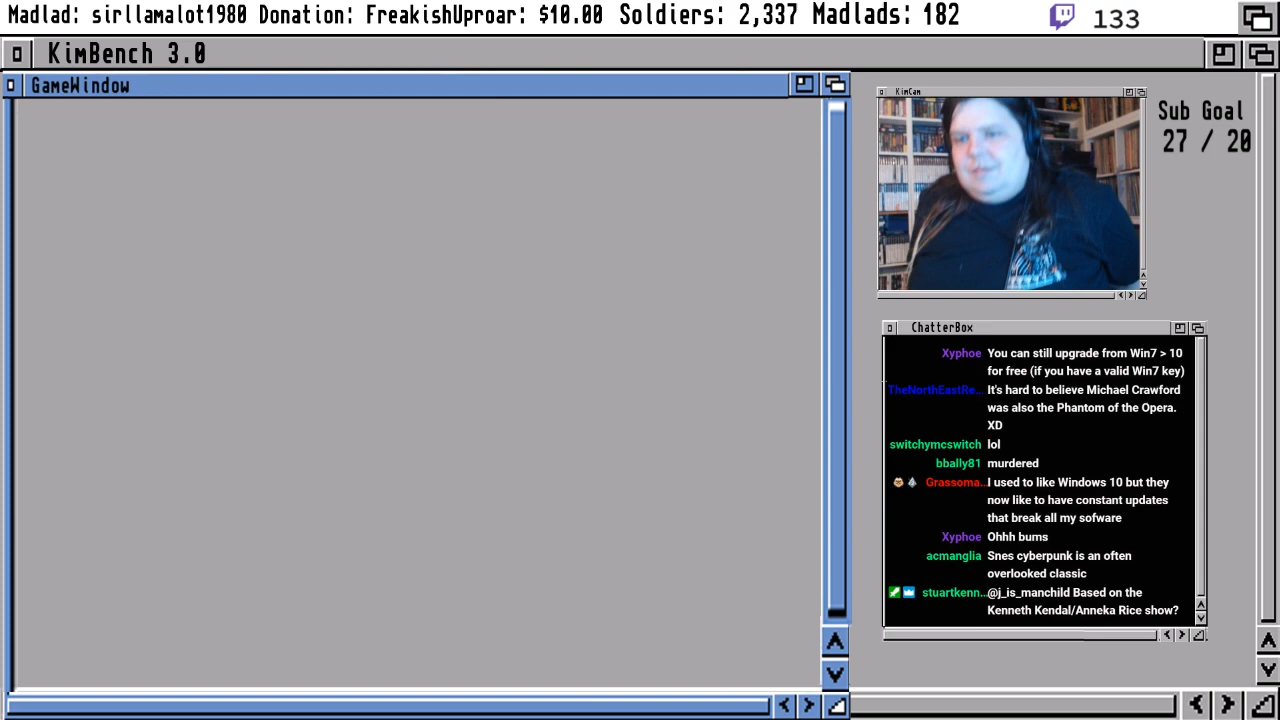 Madlad: sirllamalot1980 Donation: FreakishUproar: $10.00 Soldiers: 2,337 Madlads: 182
133
KimBench 3.0
GameWindow
KimCam
Sub Goal
27 / 20
ChatterBox
Xyphoe You can still upgrade from Win7 > 10
for free (if you have a valid Win7 key)
TheNorthEastRe... It's hard to believe Michael Crawford
was also the Phantom of the Opera.
XD
switchymcswitch lol
bbally81 murdered
Grassoma... I used to like Windows 10 but they
now like to have constant updates
that break all my sofware
Xyphoe Ohhh bums
acmanglia Snes cyberpunk is an often
overlooked classic
stuartkenn... @j_is_manchild Based on the
Kenneth Kendal/Anneka Rice show?